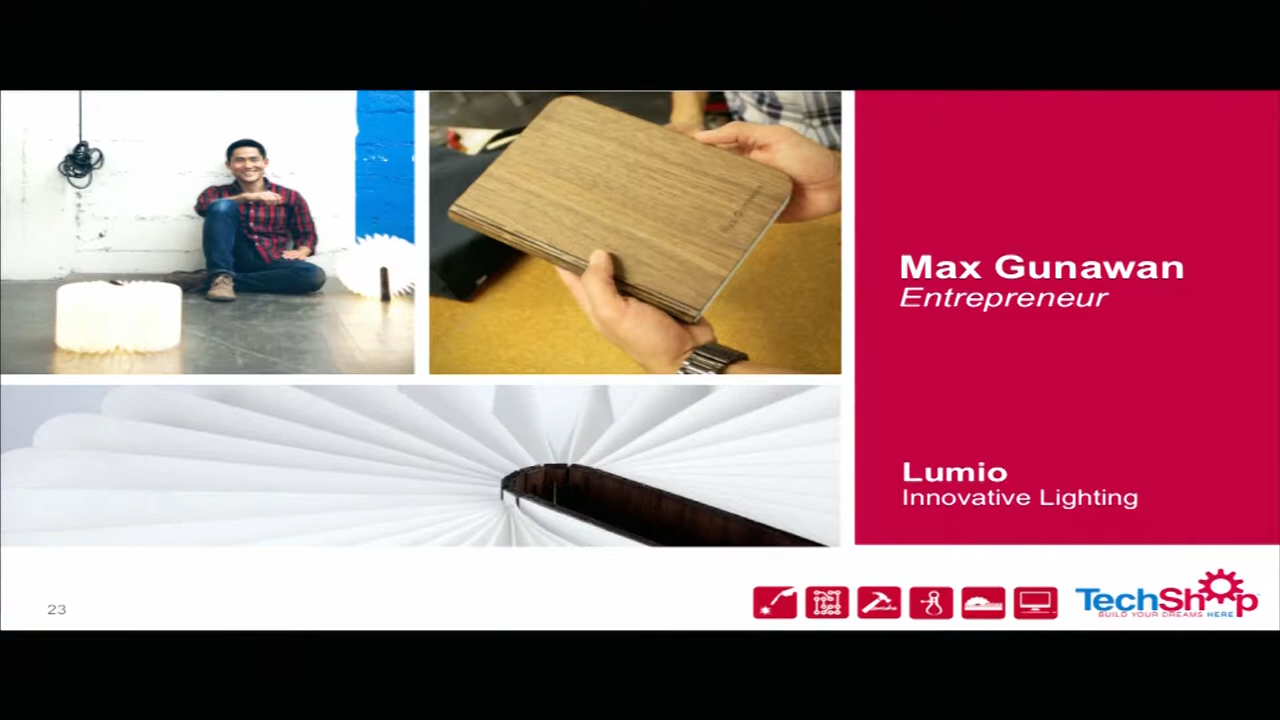 Max Gunawan
Entrepreneur
Lumio
Innovative Lighting
23
TechShop
BUILD YOUR DREAMS HERE